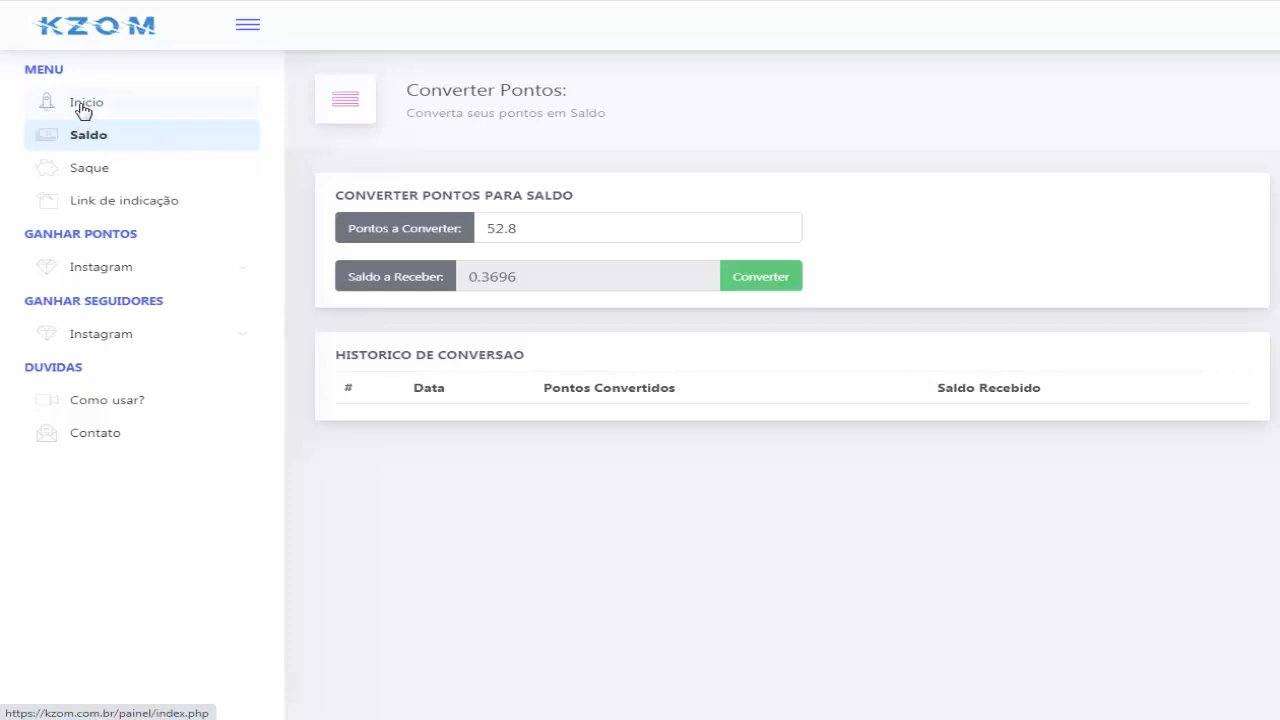 KZOM
MENU
Inicio
Saldo
Saque
Link de indicação
GANHAR PONTOS
Instagram
GANHAR SEGUIDORES
Instagram
DUVIDAS
Como usar?
Contato
Converter Pontos:
Converta seus pontos em Saldo
CONVERTER PONTOS PARA SALDO
Pontos a Converter: 52.8
Saldo a Receber: 0.3696 Converter
HISTORICO DE CONVERSAO
# Data Pontos Convertidos Saldo Recebido
https://kzom.com.br/painel/index.php